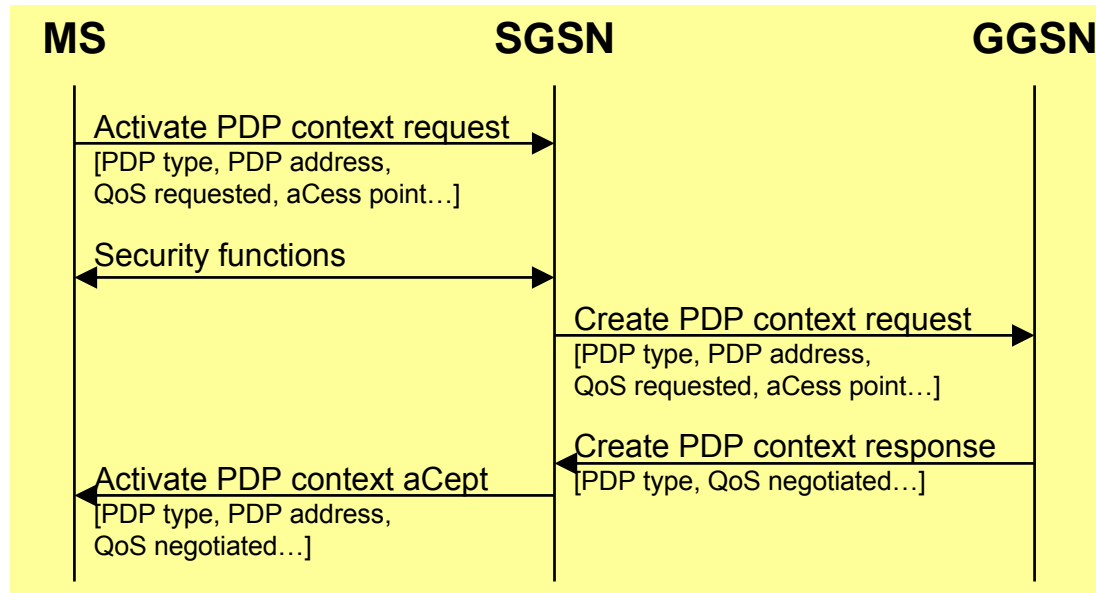 MS SGSN GGSN
Activate PDP context request
[PDP type, PDP address,
QoS requested, aCess point…]
Security functions
Create PDP context request
[PDP type, PDP address,
QoS requested, aCess point…]
Create PDP context response
[PDP type, QoS negotiated…]
Activate PDP context aCept
[PDP type, PDP address,
QoS negotiated…]